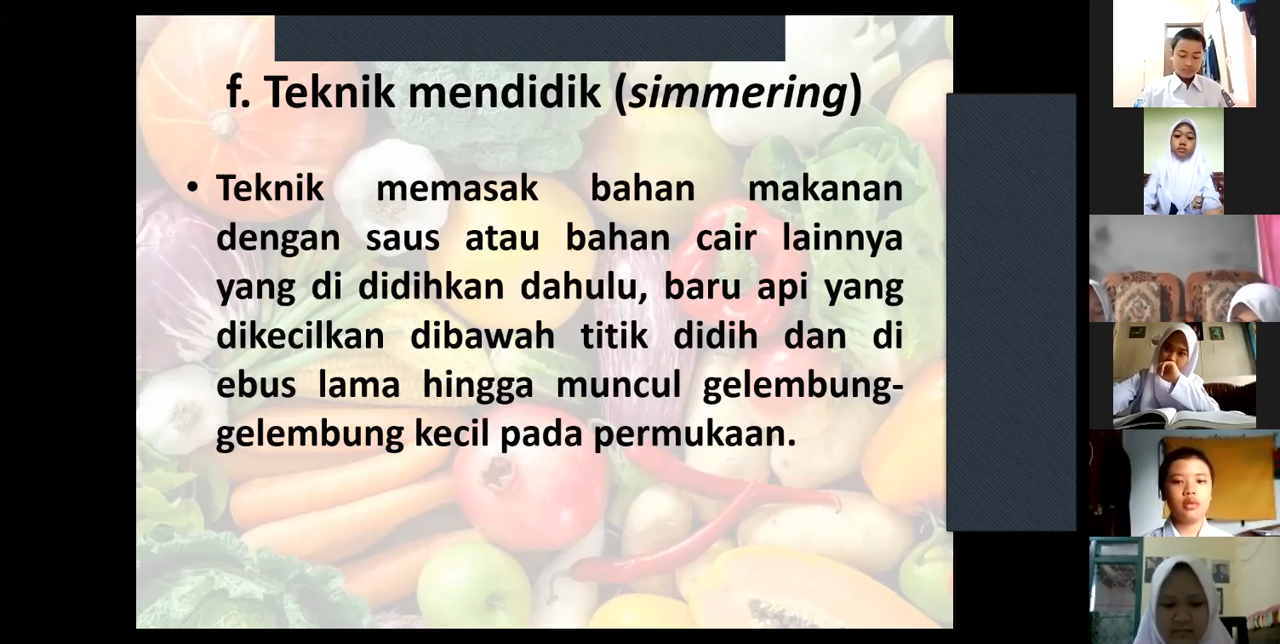 f. Teknik mendidik (simmering)
• Teknik memasak bahan makanan
dengan saus atau bahan cair lainnya
yang di didihkan dahulu, baru api yang
dikecilkan dibawah titik didih dan di
ebus lama hingga muncul gelembung-
gelembung kecil pada permukaan.